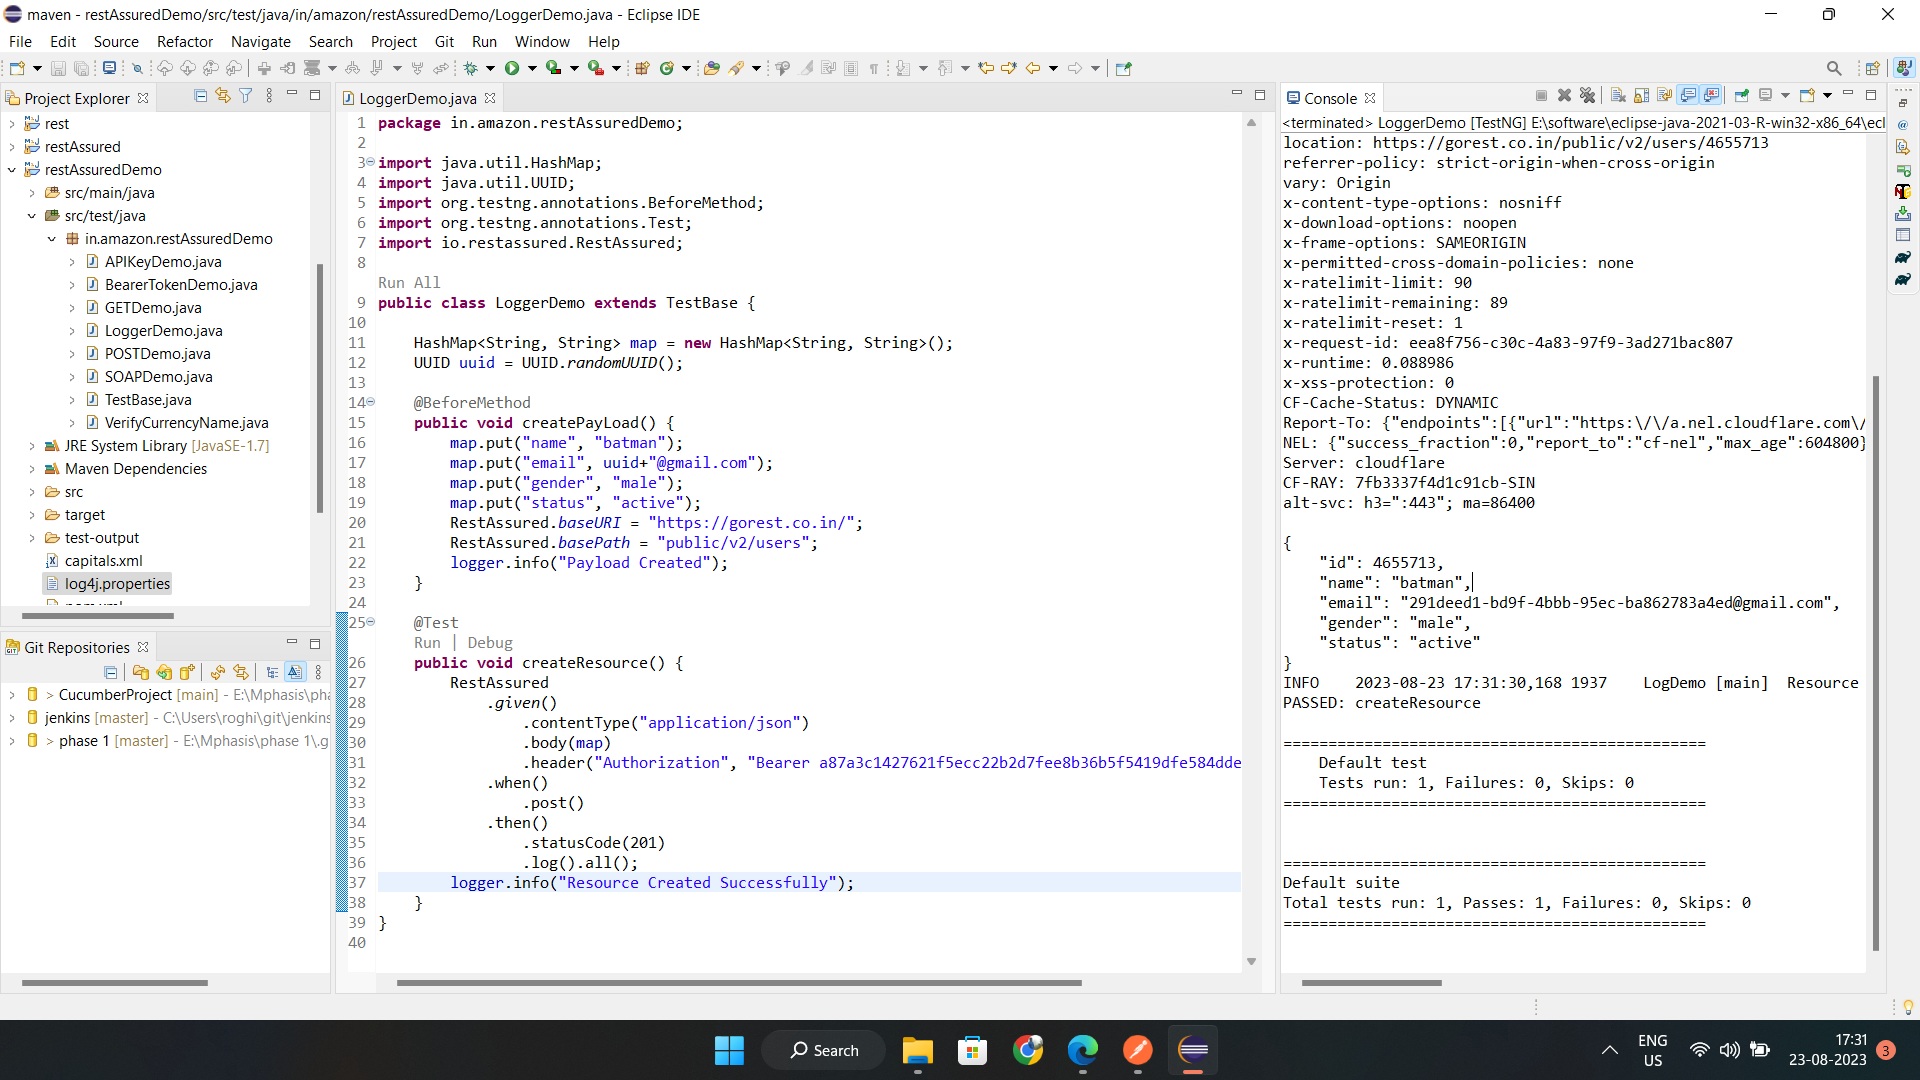 maven - restAssuredDemo/src/test/java/in/amazon/restAssuredDemo/LoggerDemo.java - Eclipse IDE
File Edit Source Refactor Navigate Search Project Git Run Window Help
Project Explorer
rest
restAssured
restAssuredDemo
src/main/java
src/test/java
in.amazon.restAssuredDemo
APIKeyDemo.java
BearerTokenDemo.java
GETDemo.java
LoggerDemo.java
POSTDemo.java
SOAPDemo.java
TestBase.java
VerifyCurrencyName.java
JRE System Library [JavaSE-1.7]
Maven Dependencies
src
target
test-output
capitals.xml
log4j.properties
Git Repositories
> CucumberProject [main] - E:\Mphasis\pha
jenkins [master] - C:\Users\roghi\git\jenkins
> phase 1 [master] - E:\Mphasis\phase 1\.g
LoggerDemo.java
1 package in.amazon.restAssuredDemo;
2
3 import java.util.HashMap;
4 import java.util.UUID;
5 import org.testng.annotations.BeforeMethod;
6 import org.testng.annotations.Test;
7 import io.restassured.RestAssured;
8
Run All
9 public class LoggerDemo extends TestBase {
10
11 HashMap<String, String> map = new HashMap<String, String>();
12 UUID uuid = UUID.randomUUID();
13
14 @BeforeMethod
15 public void createPayLoad() {
16 map.put("name", "batman");
17 map.put("email", uuid+"@gmail.com");
18 map.put("gender", "male");
19 map.put("status", "active");
20 RestAssured.baseURI = "https://gorest.co.in/";
21 RestAssured.basePath = "public/v2/users";
22 logger.info("Payload Created");
23 }
24
25 @Test
Run | Debug
26 public void createResource() {
27 RestAssured
28 .given()
29 .contentType("application/json")
30 .body(map)
31 .header("Authorization", "Bearer a87a3c1427621f5ecc22b2d7fee8b36b5f5419dfe584dde
32 .when()
33 .post()
34 .then()
35 .statusCode(201)
36 .log().all();
37 logger.info("Resource Created Successfully");
38 }
39 }
40
Console
<terminated> LoggerDemo [TestNG] E:\software\eclipse-java-2021-03-R-win32-x86_64\ecl
location: https://gorest.co.in/public/v2/users/4655713
referrer-policy: strict-origin-when-cross-origin
vary: Origin
x-content-type-options: nosniff
x-download-options: noopen
x-frame-options: SAMEORIGIN
x-permitted-cross-domain-policies: none
x-ratelimit-limit: 90
x-ratelimit-remaining: 89
x-ratelimit-reset: 1
x-request-id: eea8f756-c30c-4a83-97f9-3ad271bac807
x-runtime: 0.088986
x-xss-protection: 0
CF-Cache-Status: DYNAMIC
Report-To: {"endpoints":[{"url":"https:\/\/a.nel.cloudflare.com\/
NEL: {"success_fraction":0,"report_to":"cf-nel","max_age":604800}
Server: cloudflare
CF-RAY: 7fb3337f4d1c91cb-SIN
alt-svc: h3=":443"; ma=86400
{
"id": 4655713,
"name": "batman",
"email": "291deed1-bd9f-4bbb-95ec-ba862783a4ed@gmail.com",
"gender": "male",
"status": "active"
}
INFO 2023-08-23 17:31:30,168 1937 LogDemo [main] Resource
PASSED: createResource
===============================================
Default test
Tests run: 1, Failures: 0, Skips: 0
===============================================
===============================================
Default suite
Total tests run: 1, Passes: 1, Failures: 0, Skips: 0
===============================================
Search
ENG
US
17:31
23-08-2023
3